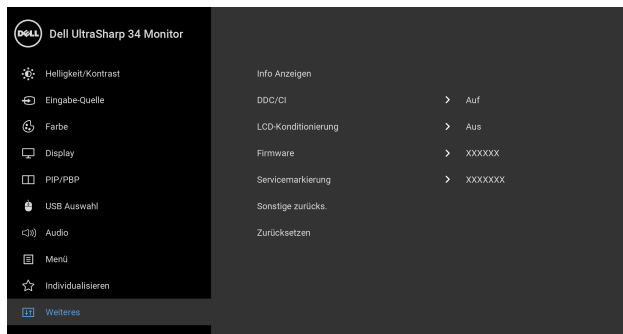 DELL Dell UltraSharp 34 Monitor
Helligkeit/Kontrast
Eingabe-Quelle
Farbe
Display
PIP/PBP
USB Auswahl
Audio
Menü
Individualisieren
Weiteres
Info Anzeigen
DDC/CI > Auf
LCD-Konditionierung > Aus
Firmware > XXXXXX
Servicemarkierung > XXXXXXX
Sonstige zurücks.
Zurücksetzen